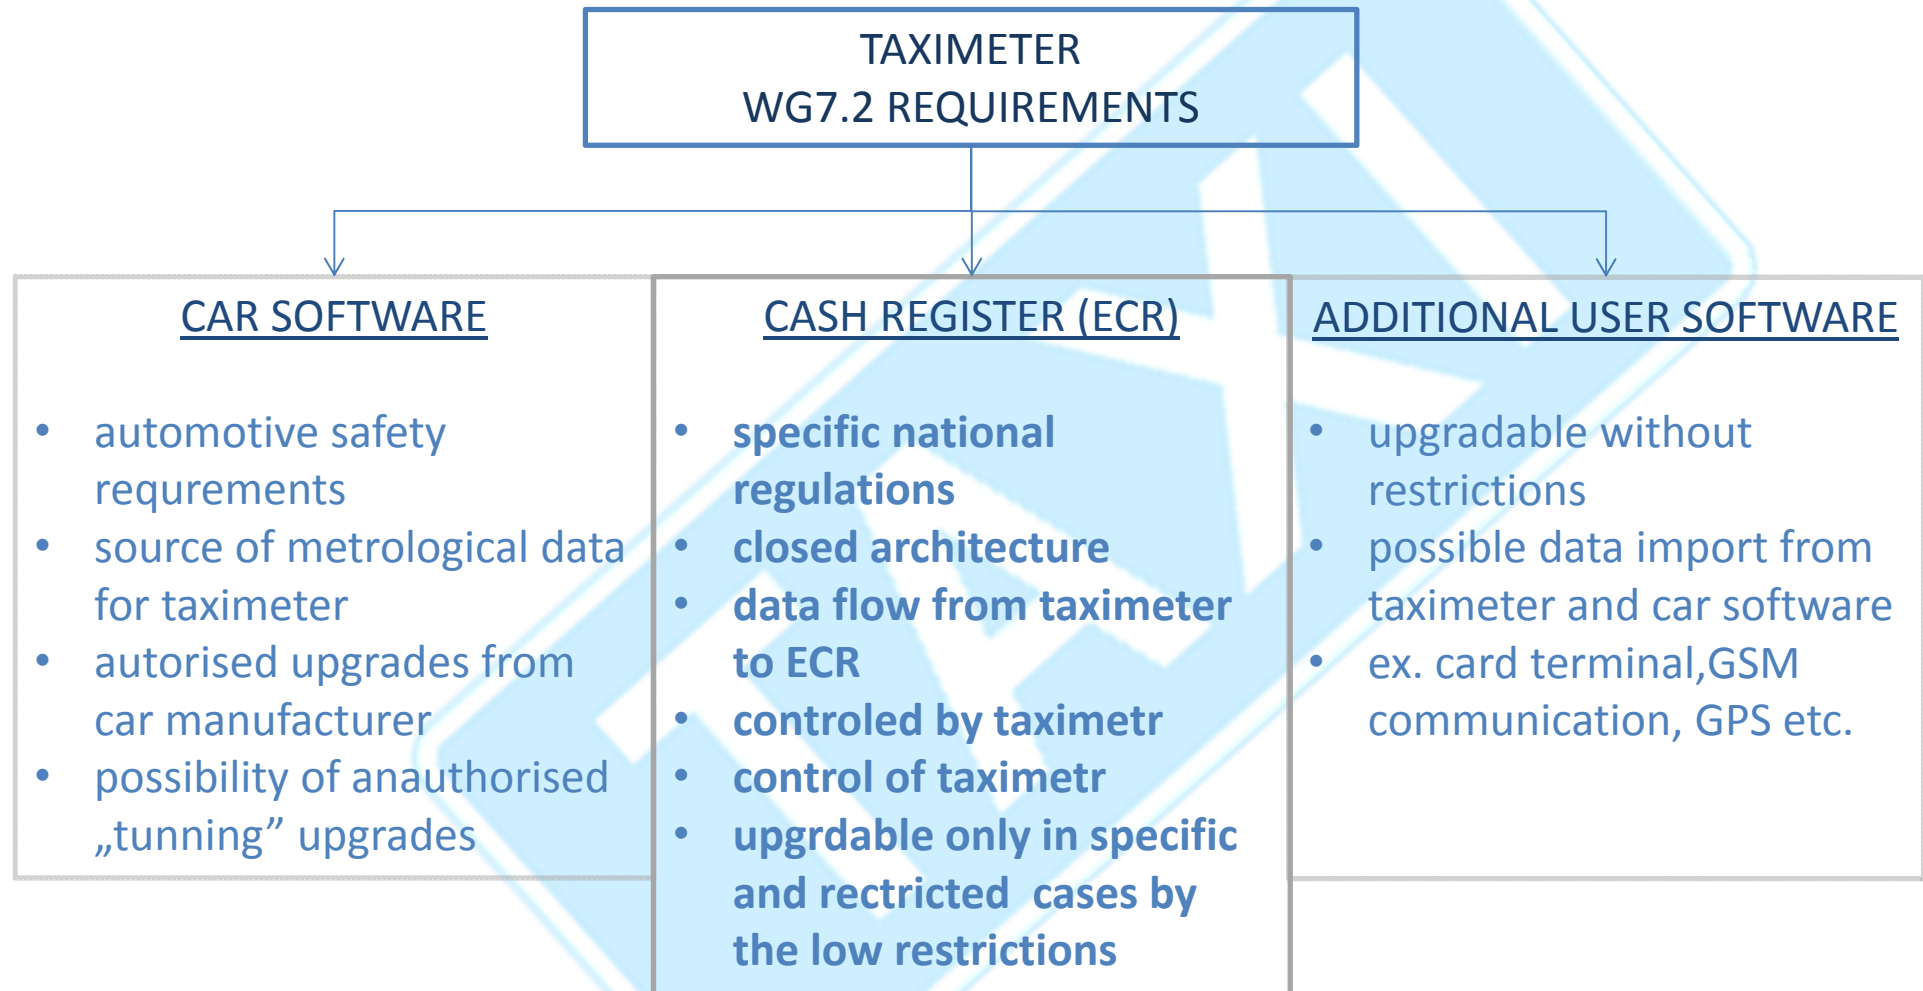 TAXIMETER
WG7.2 REQUIREMENTS
CAR SOFTWARE
• automotive safety
requrements
• source of metrological data
for taximeter
• autorised upgrades from
car manufacturer
• possibility of anauthorised
„tunning” upgrades
CASH REGISTER (ECR)
• specific national
regulations
• closed architecture
• data flow from taximeter
to ECR
• controled by taximetr
• control of taximetr
• upgrdable only in specific
and rectricted cases by
the low restrictions
ADDITIONAL USER SOFTWARE
• upgradable without
restrictions
• possible data import from
taximeter and car software
• ex. card terminal,GSM
communication, GPS etc.
TAXI